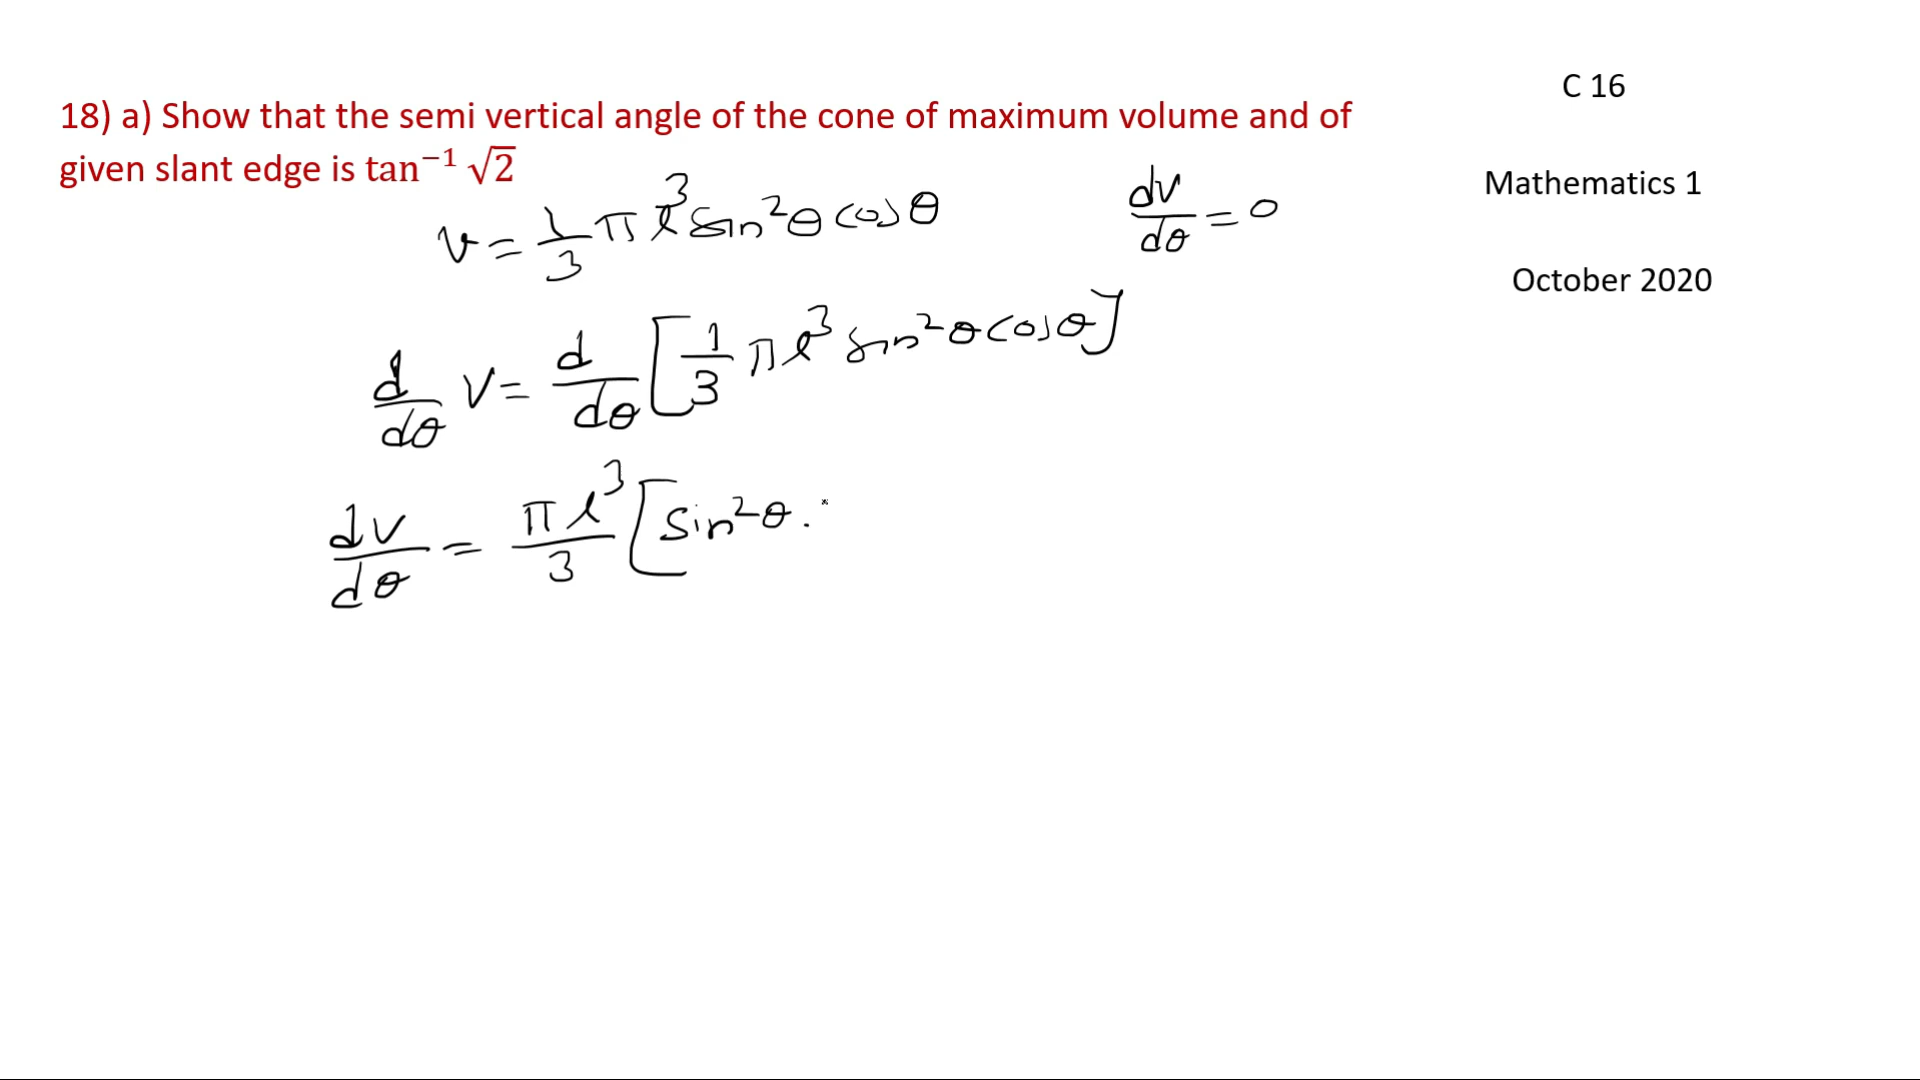 C 16
18) a) Show that the semi vertical angle of the cone of maximum volume and of
given slant edge is tan⁻¹ √2
Mathematics 1
v = 1/3 π l³ sin²θ cosθ
dv/dθ = 0
October 2020
d/dθ V = d/dθ [1/3 π l³ sin²θ cosθ]
dv/dθ = π l³/3 [sin²θ .